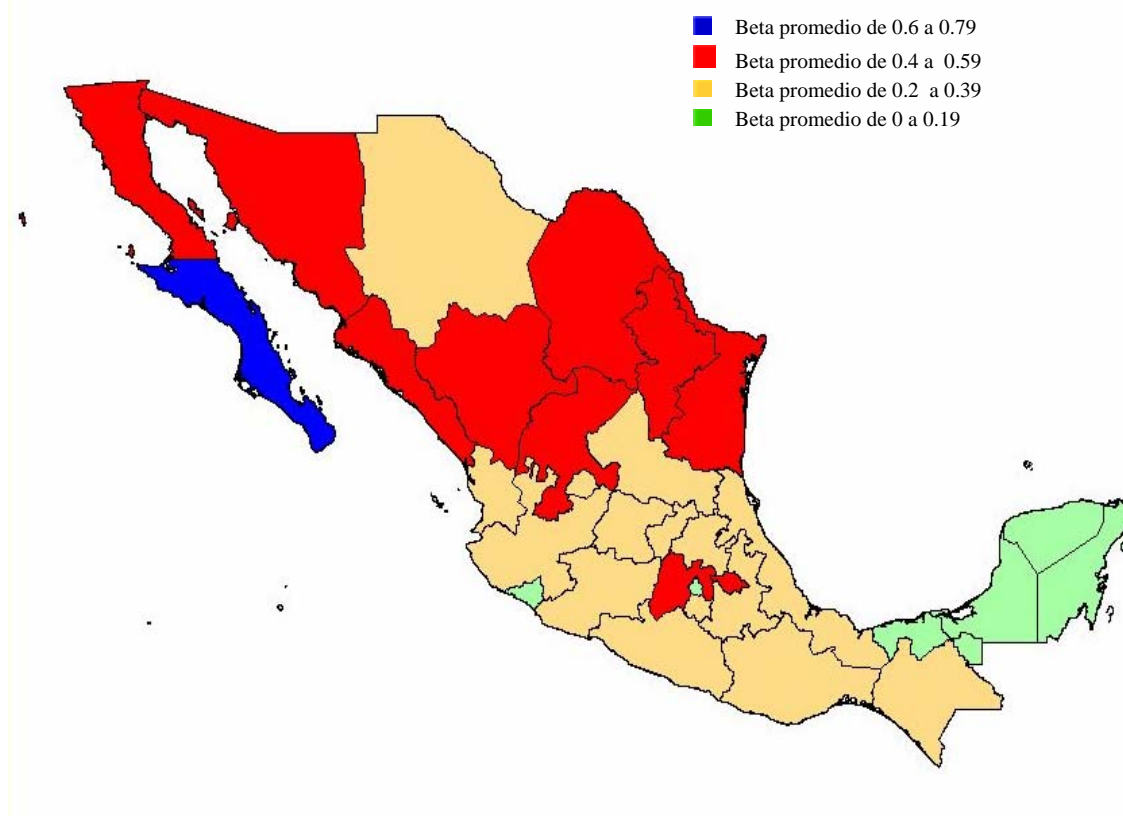 Beta promedio de 0.6 a 0.79
Beta promedio de 0.4 a 0.59
Beta promedio de 0.2 a 0.39
Beta promedio de 0 a 0.19